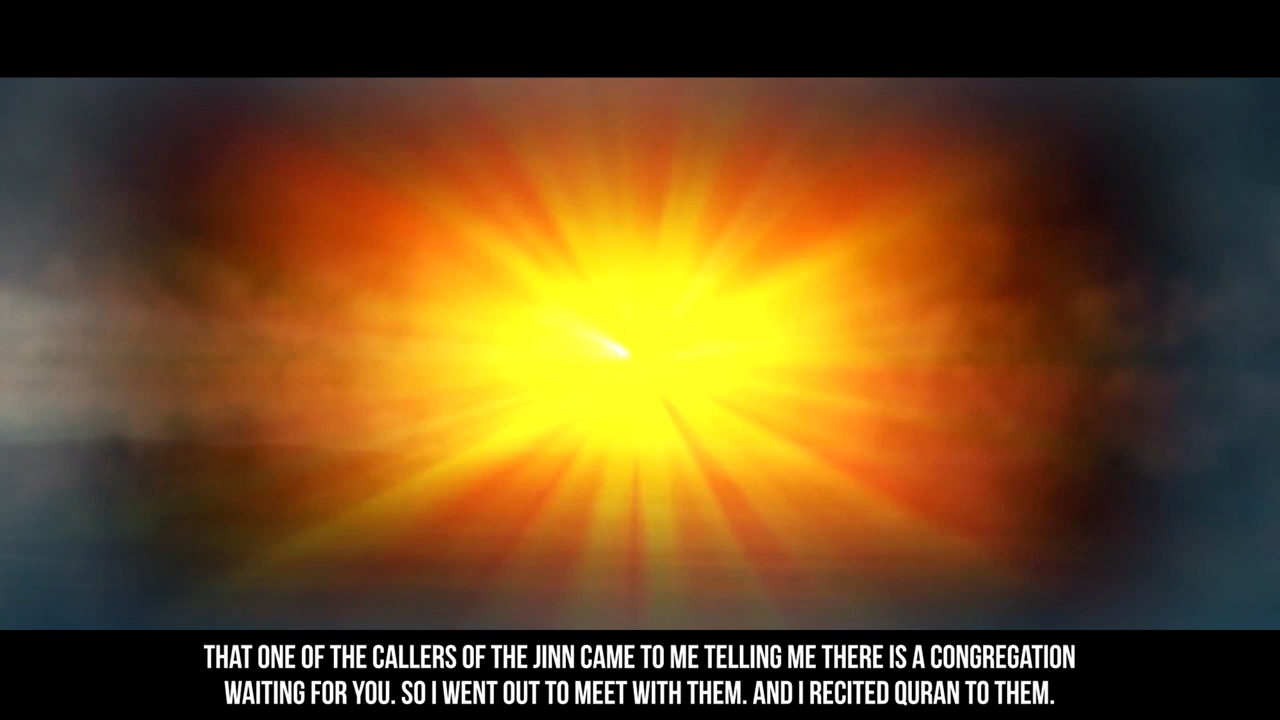 THAT ONE OF THE CALLERS OF THE JINN CAME TO ME TELLING ME THERE IS A CONGREGATION
WAITING FOR YOU. SO I WENT OUT TO MEET WITH THEM. AND I RECITED QURAN TO THEM.